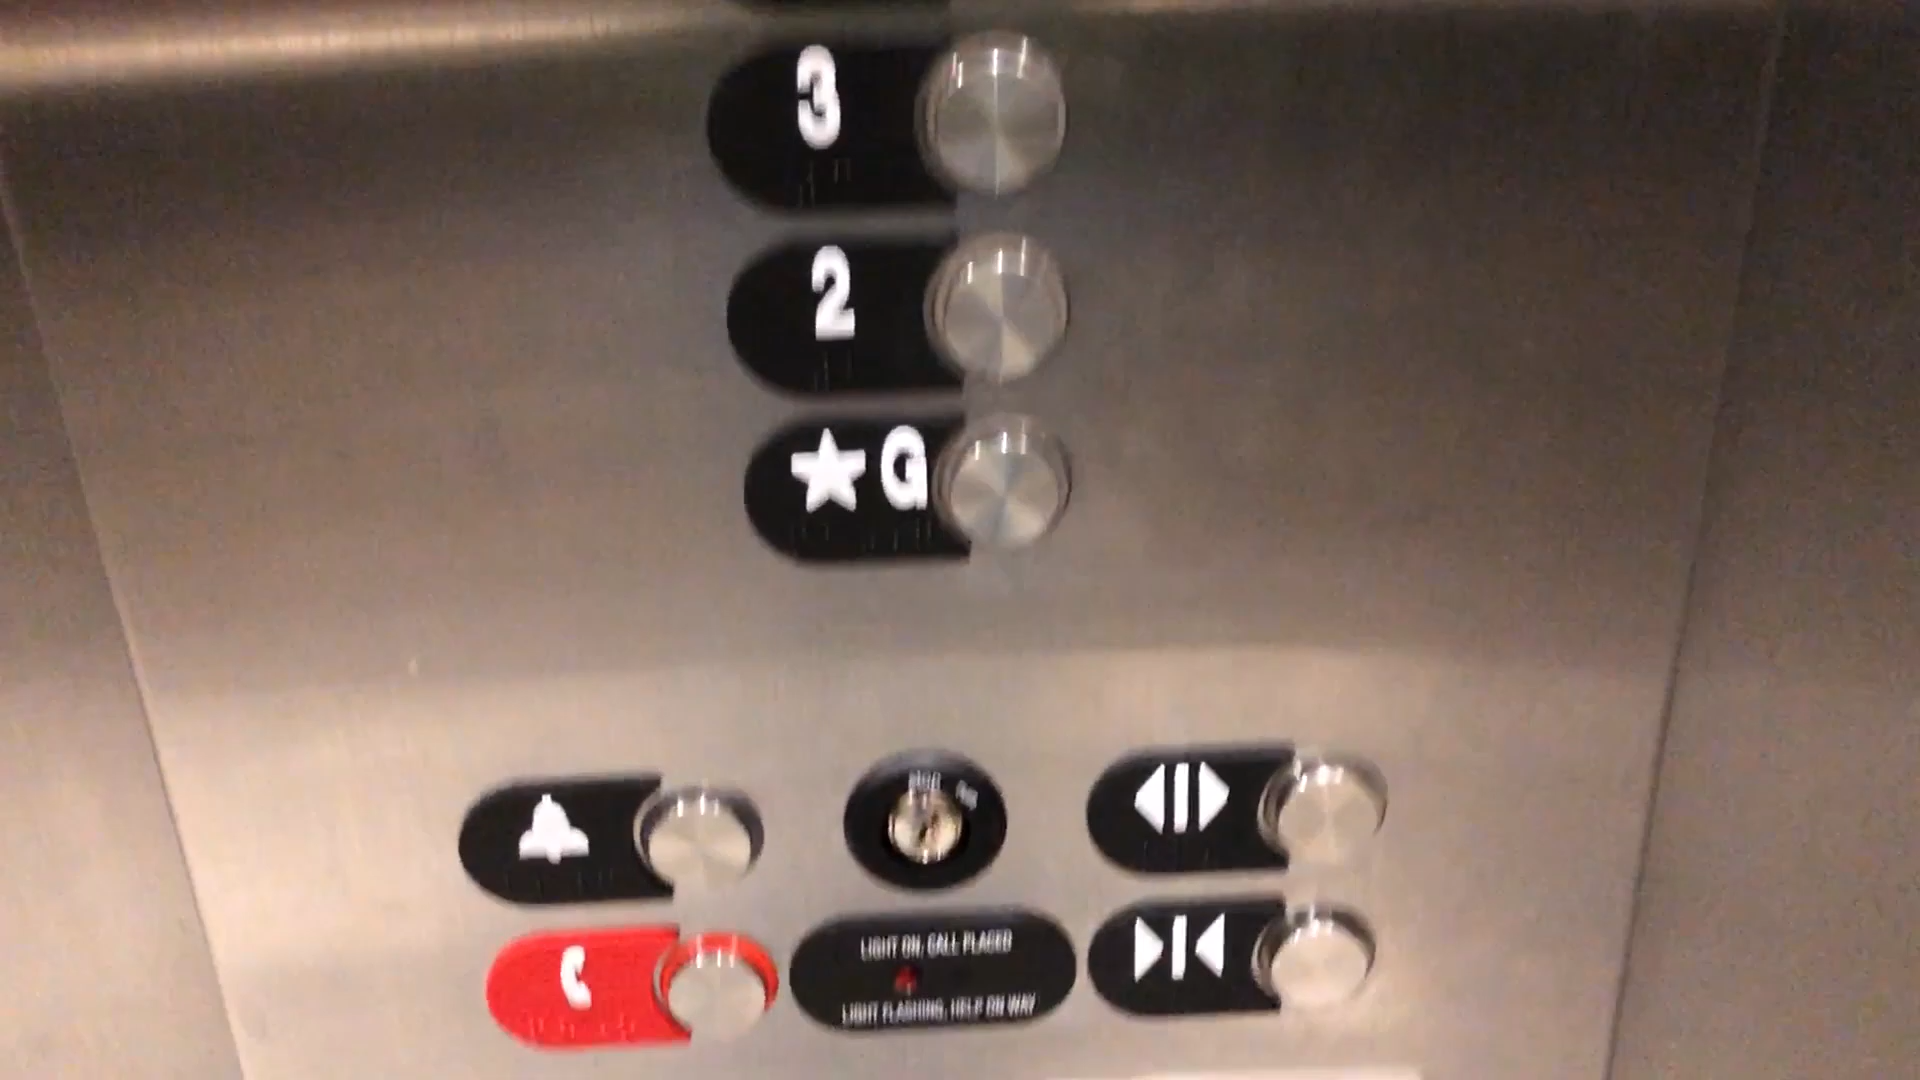 3
2
★G
LIGHT ON, CALL PLACED
LIGHT FLASHING, HELP ON WAY